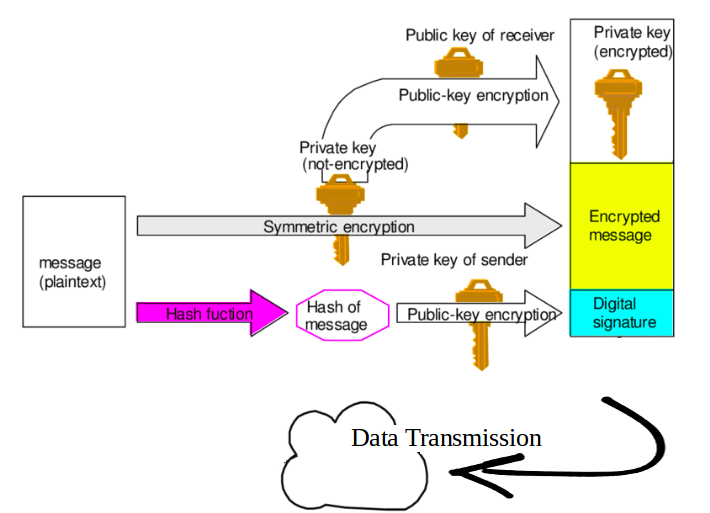 Public key of receiver
Private key
(encrypted)
Public-key encryption
Private key
(not-encrypted)
Symmetric encryption
Encrypted
message
message
(plaintext)
Private key of sender
Hash fuction
Hash of
message
Public-key encryption
Digital
signature
Data Transmission